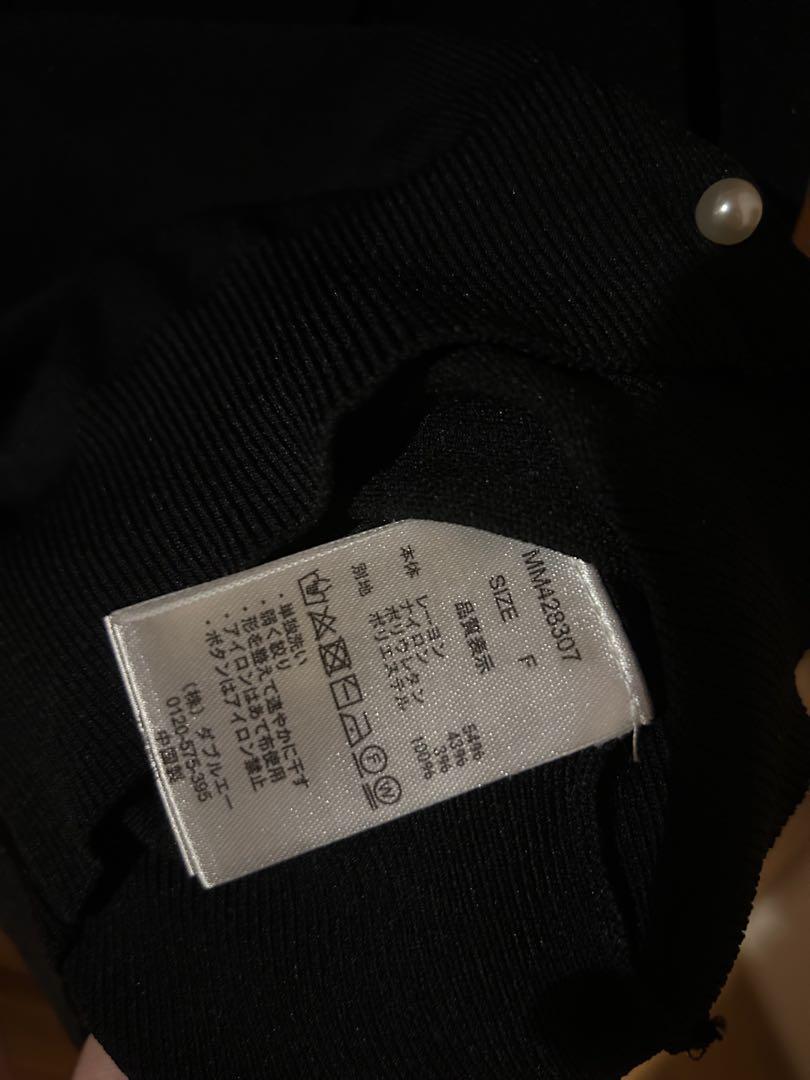 MM428307
SIZE F
品質表示
本体 レーヨン 54%
ナイロン 43%
ポリウレタン 3%
別地 ポリエステル 100%
・単独洗い
・弱く絞り
・形を整えて速やかに干す
・アイロンはあて布使用
・ボタンはアイロン禁止
(株) ダブルエー
0120-575-395
中国製